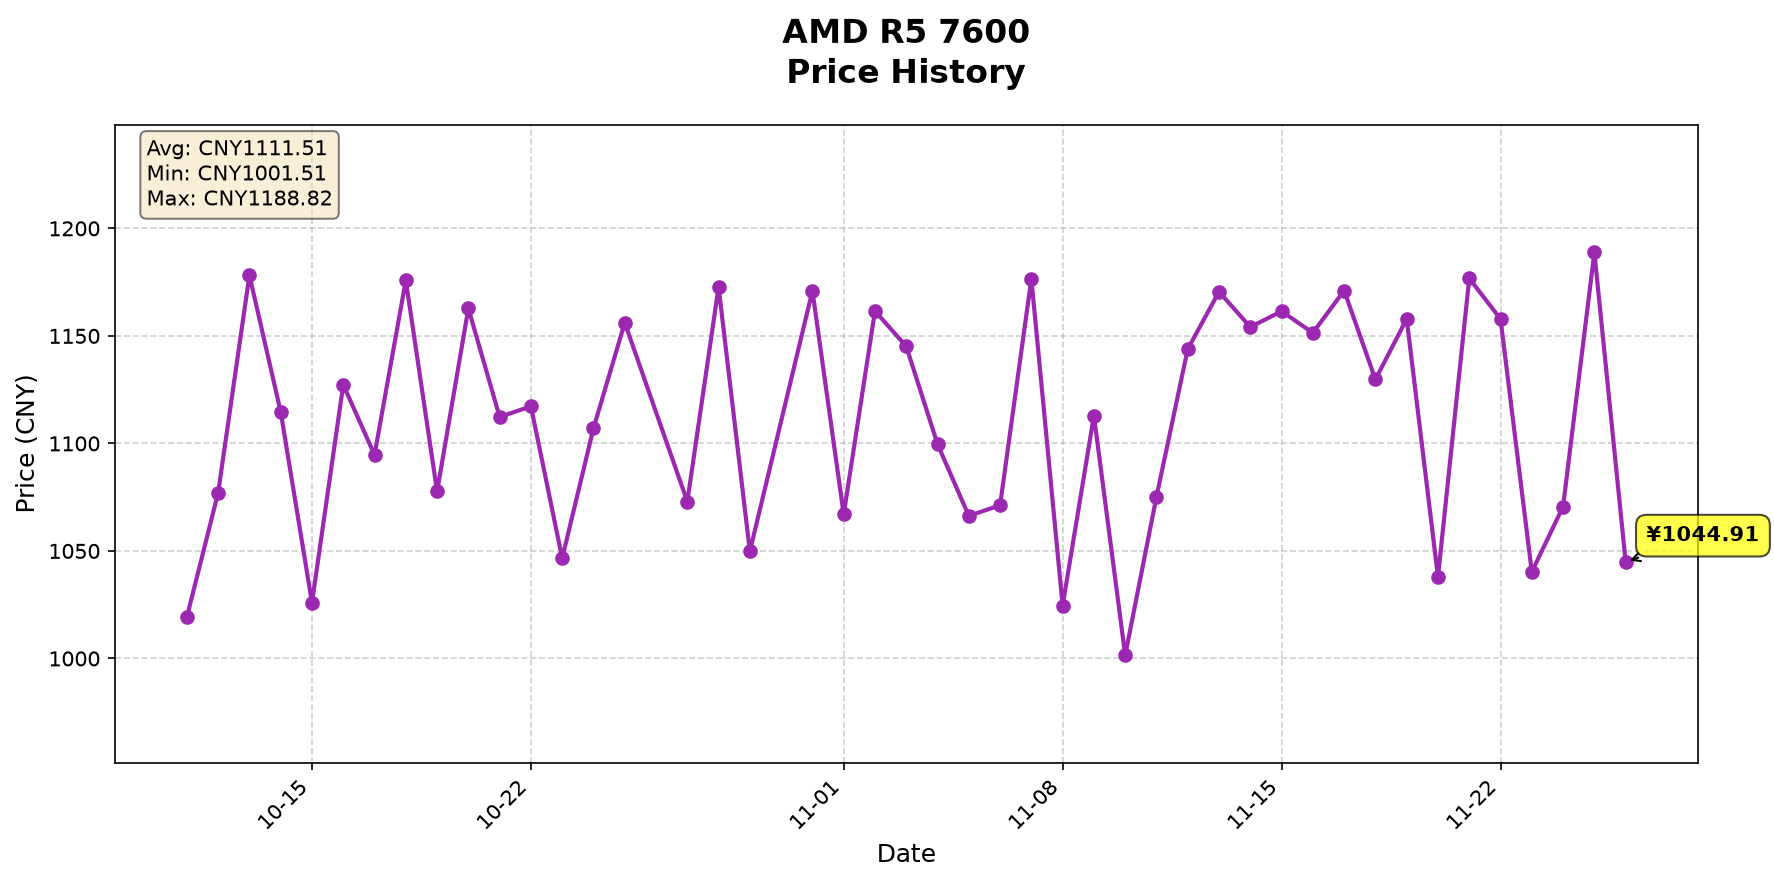 AMD R5 7600
Price History
Avg: CNY1111.51
Min: CNY1001.51
Max: CNY1188.82
Price (CNY)
1200
1150
1100
1050
1000
¥1044.91
10-15
10-22
11-01
11-08
11-15
11-22
Date